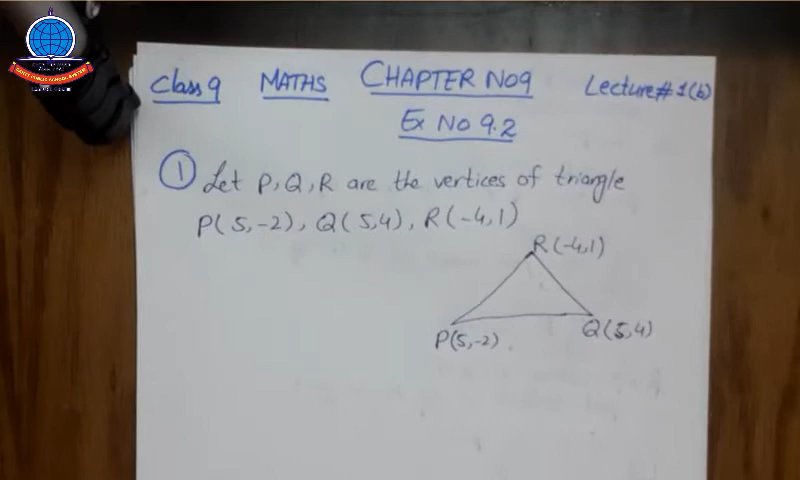 Class 9 MATHS CHAPTER NO9 Lecture# 1(b)
Ex No 9.2
1 Let P, Q, R are the vertices of triangle
P(5,-2), Q(5,4), R(-4,1)
R(-4,1)
P(5,-2) Q(5,4)